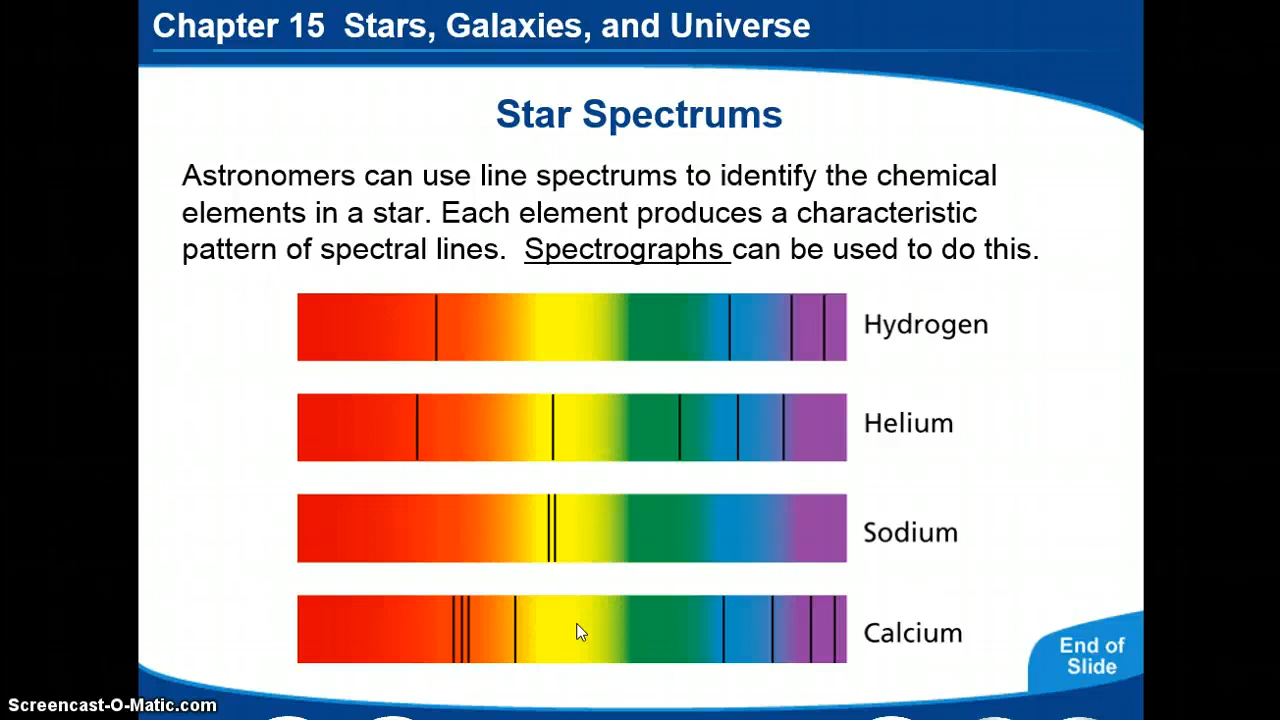 Chapter 15  Stars, Galaxies, and Universe
Star Spectrums
Astronomers can use line spectrums to identify the chemical
elements in a star. Each element produces a characteristic
pattern of spectral lines.  Spectrographs can be used to do this.
Hydrogen
Helium
Sodium
Calcium
End of
Slide
Screencast-O-Matic.com